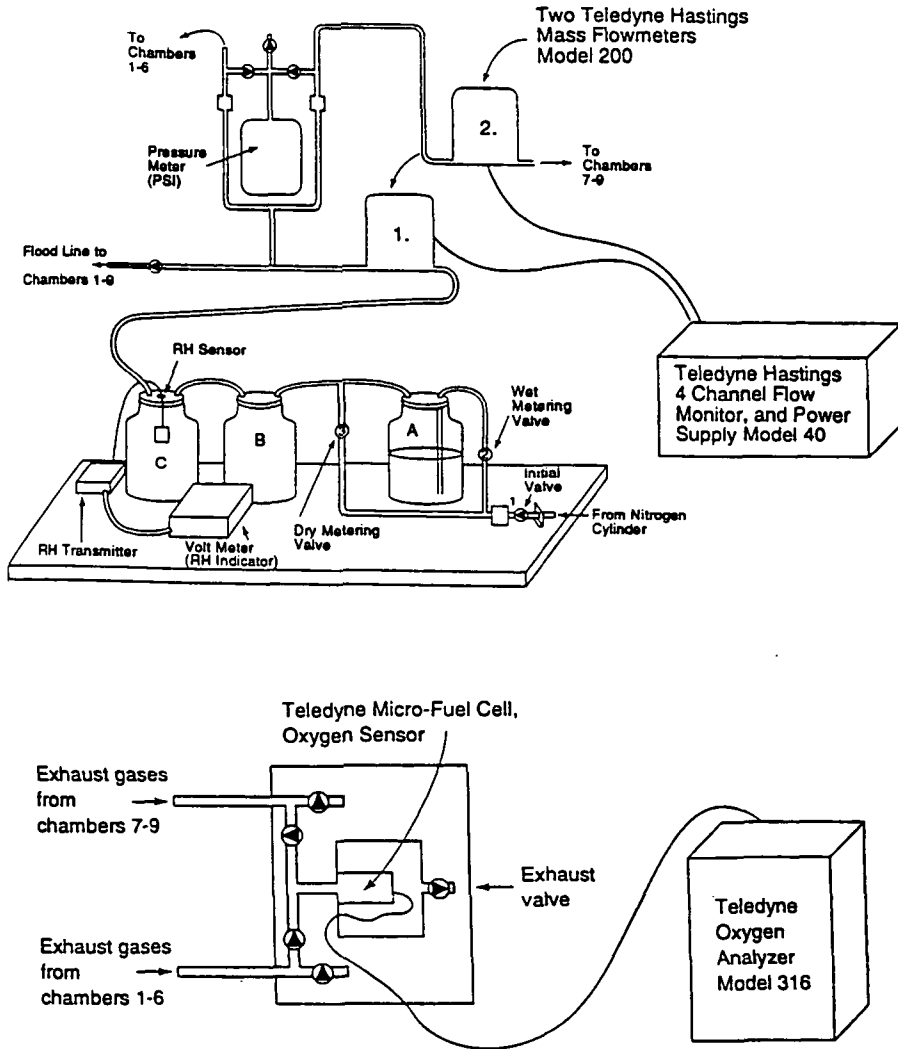 To
Chambers
1-6
Two Teledyne Hastings
Mass Flowmeters
Model 200
Pressure
Meter
(PSI)
2.
To
Chambers
7-9
1.
Flood Line to
Chambers 1-9
RH Sensor
Teledyne Hastings
4 Channel Flow
Monitor, and Power
Supply Model 40
Wet
Metering
Valve
A
B
C
3
2
Initial
Valve
1
From Nitrogen
Cylinder
Dry Metering
Valve
RH Transmitter
Volt Meter
(RH Indicator)
Teledyne Micro-Fuel Cell,
Oxygen Sensor
Exhaust gases
from
chambers 7-9
Exhaust
valve
Exhaust gases
from
chambers 1-6
Teledyne
Oxygen
Analyzer
Model 316